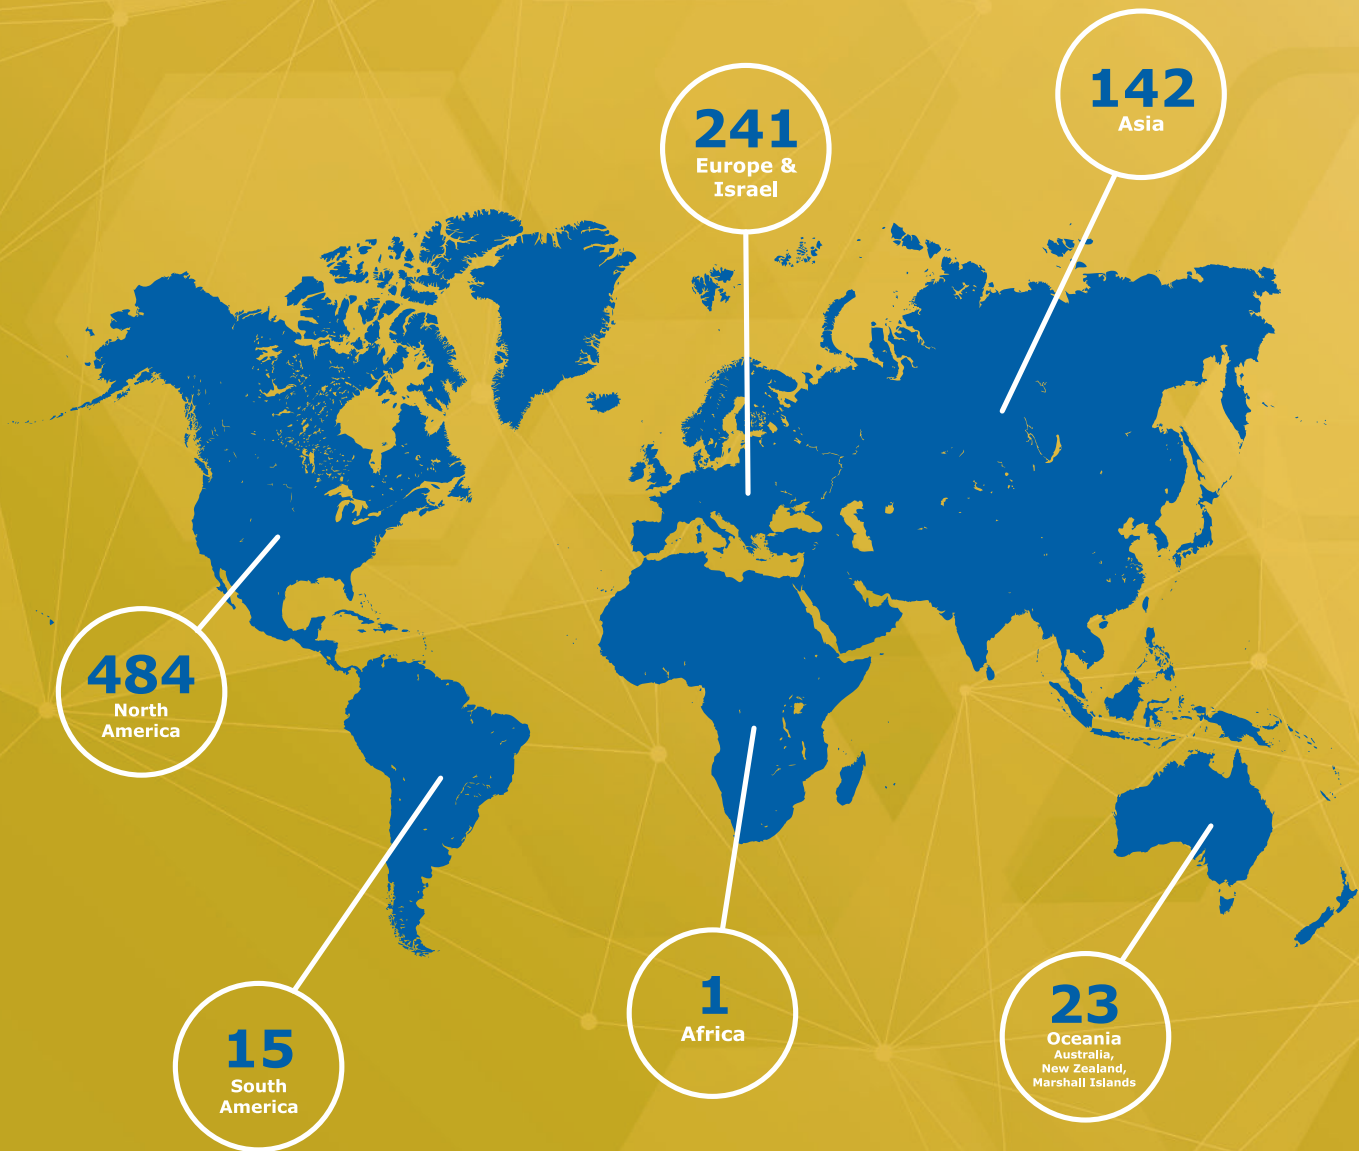 142
Asia
241
Europe &
Israel
484
North
America
15
South
America
1
Africa
23
Oceania
Australia,
New Zealand,
Marshall Islands